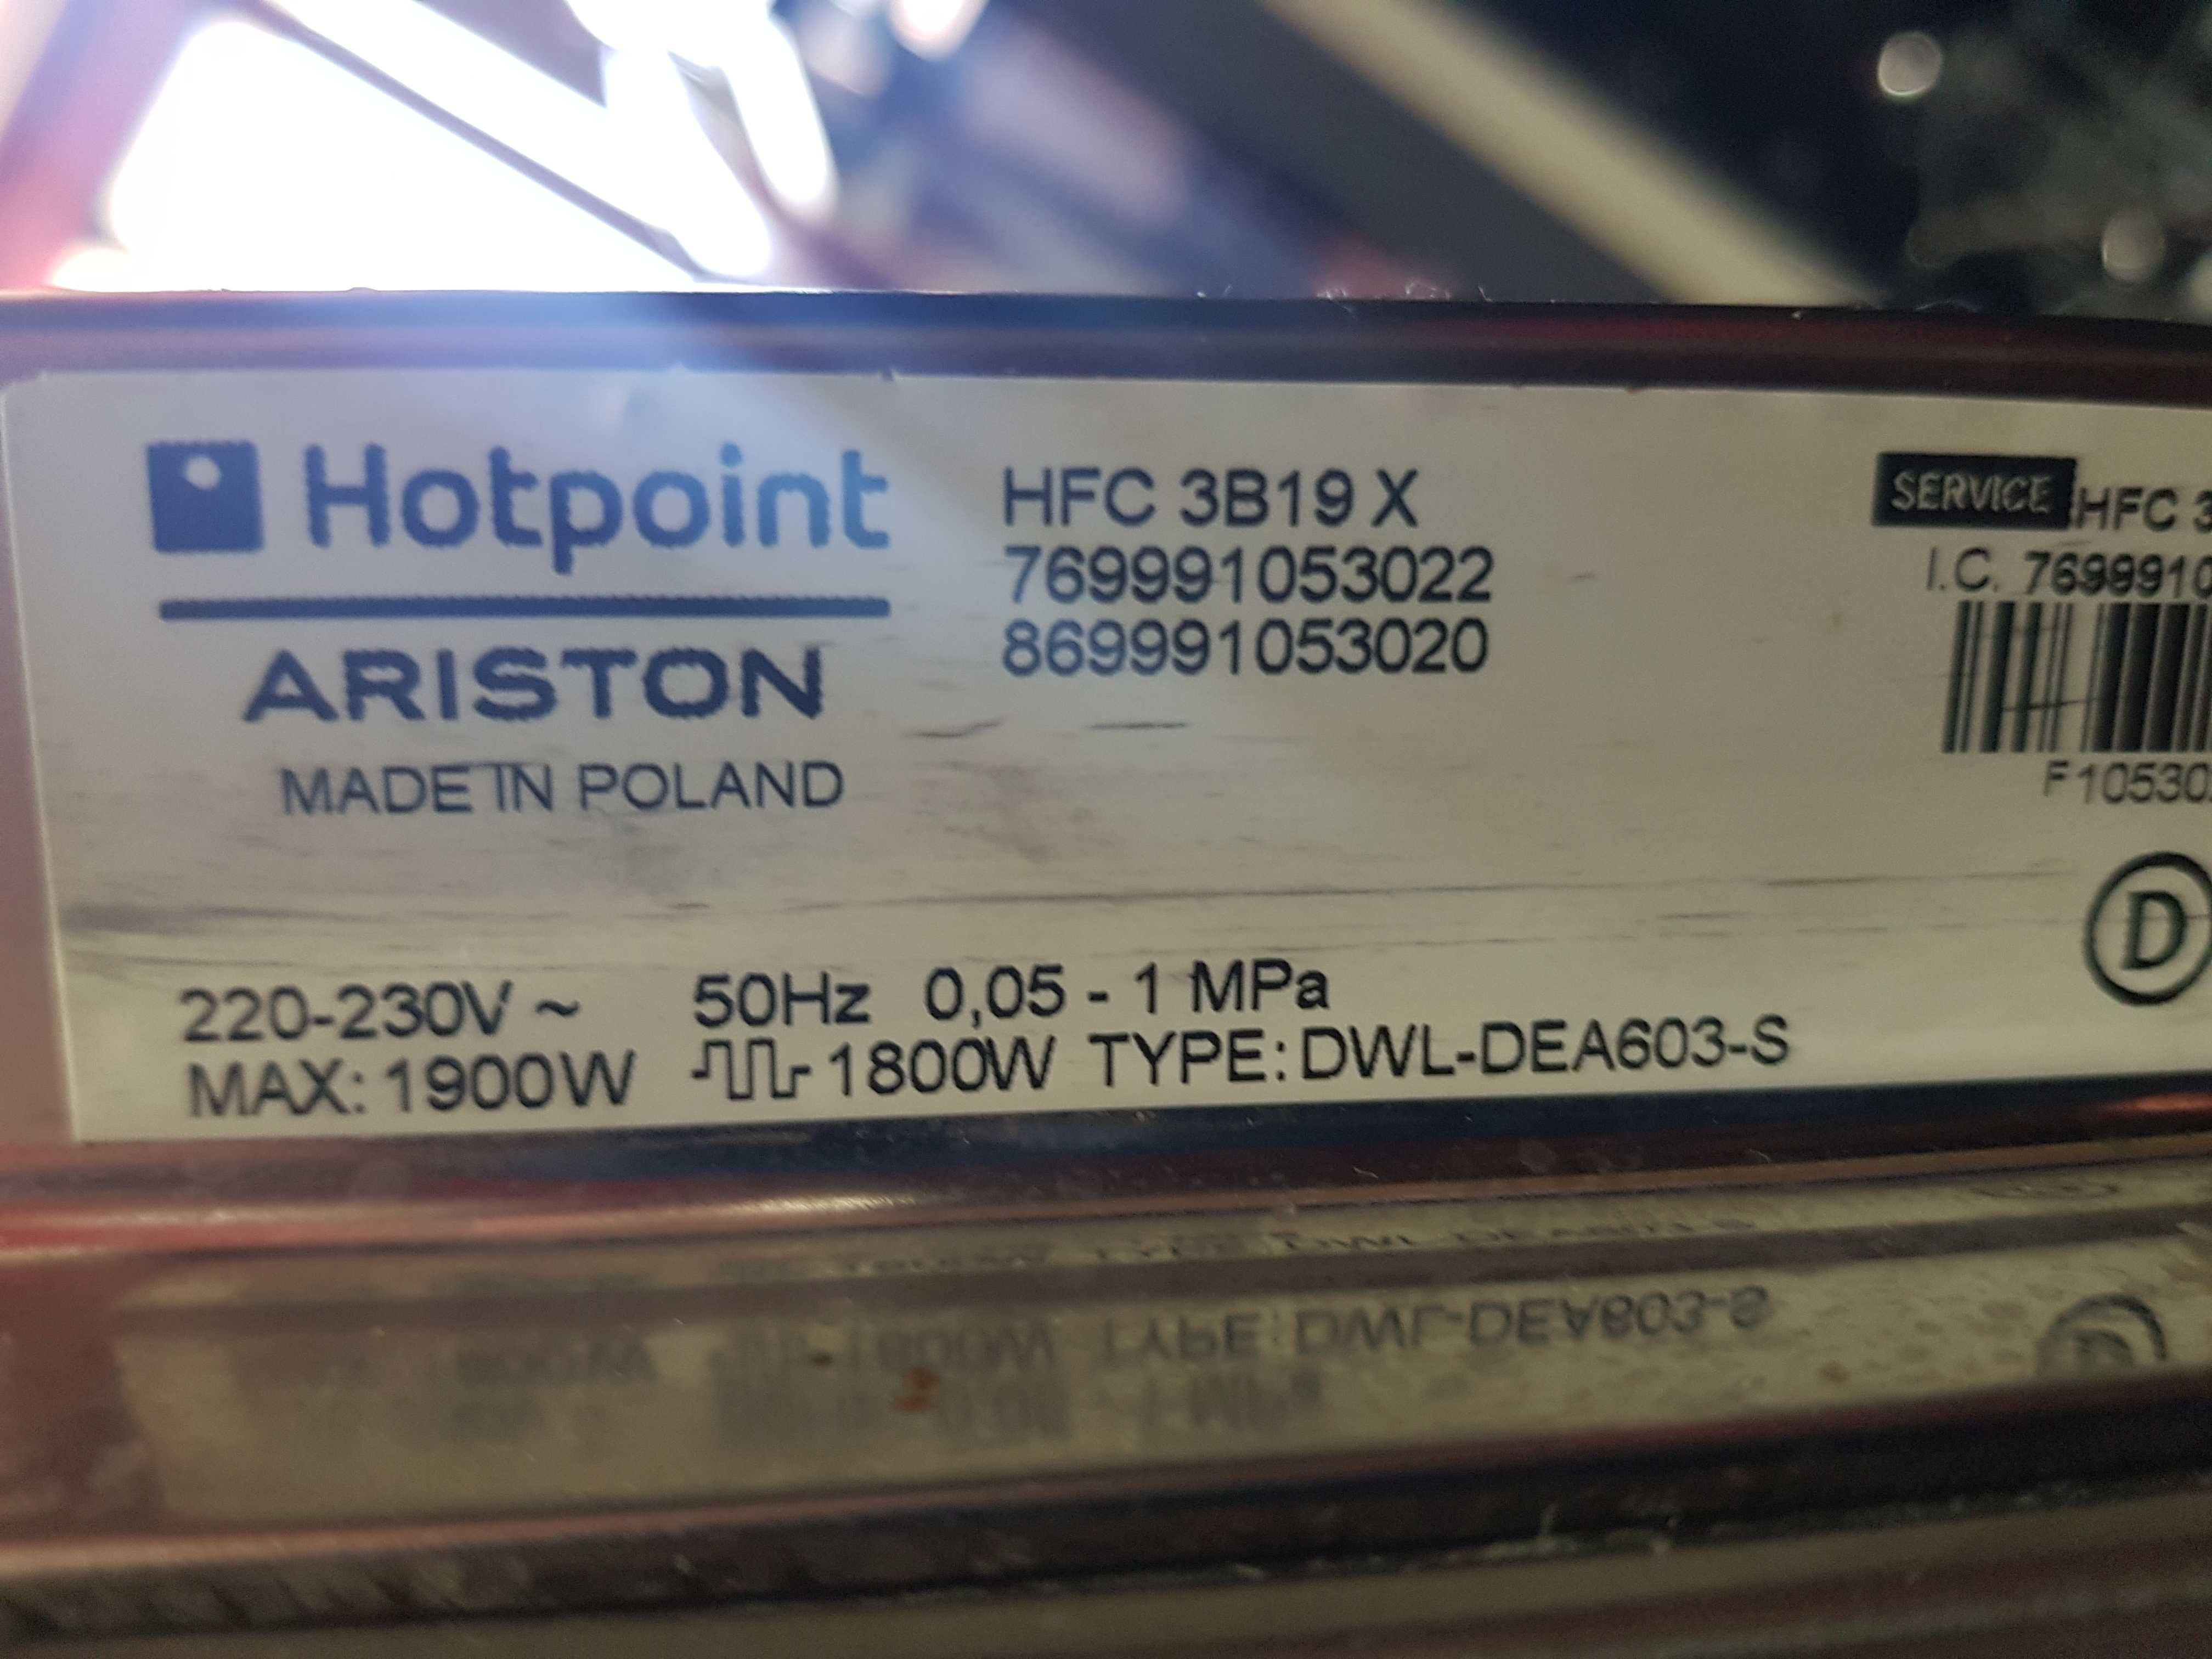 Hotpoint
ARISTON
MADE IN POLAND
HFC 3B19 X
769991053022
869991053020
SERVICE HFC 3
I.C. 7699910
F10530
D
220-230V ~ 50Hz 0,05 - 1 MPa
MAX: 1900W 1800W TYPE: DWL-DEA603-S